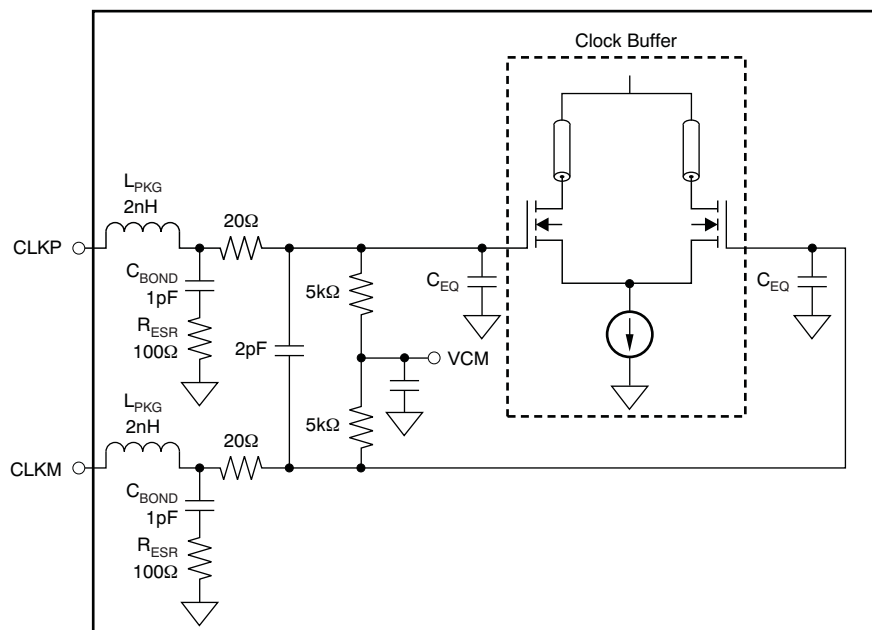 Clock Buffer
L_PKG
2nH
20Ω
CLKP
C_BOND
1pF
R_ESR
100Ω
5kΩ
C_EQ
C_EQ
2pF
VCM
L_PKG
2nH
20Ω
5kΩ
CLKM
C_BOND
1pF
R_ESR
100Ω